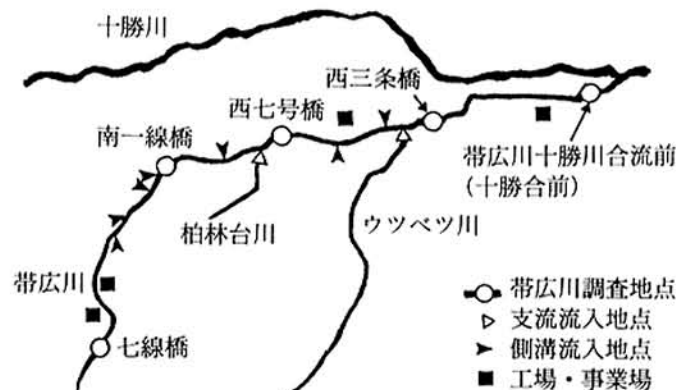 十勝川
西三条橋
西七号橋
南一線橋
帯広川十勝川合流前
(十勝合前)
柏林台川
ウツベツ川
帯広川
七線橋
帯広川調査地点
支流流入地点
側溝流入地点
工場・事業場